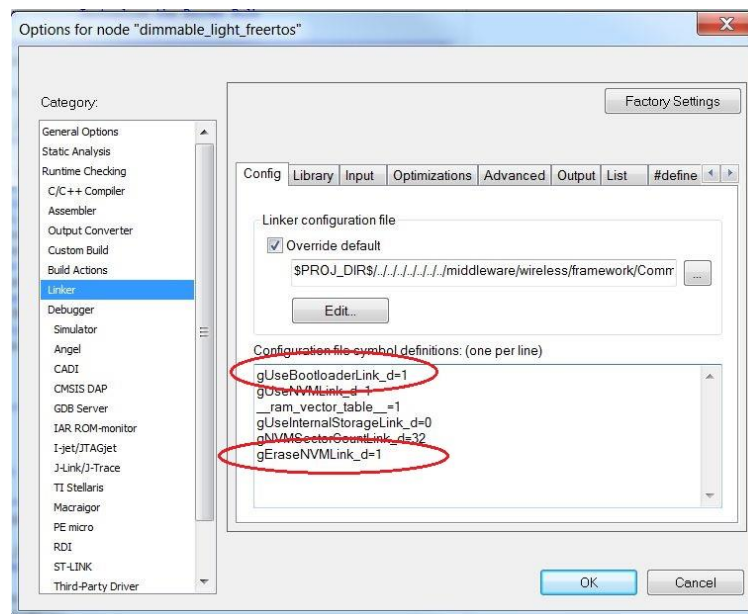 Options for node "dimmable_light_freertos"
X
Category:
Factory Settings
General Options
Static Analysis
Runtime Checking
C/C++ Compiler
Assembler
Output Converter
Custom Build
Build Actions
Linker
Debugger
Simulator
Angel
CADI
CMSIS DAP
GDB Server
IAR ROM-monitor
I-jet/JTAGjet
J-Link/J-Trace
TI Stellaris
Macraigor
PE micro
RDI
ST-LINK
Third-Party Driver
Config Library Input Optimizations Advanced Output List #define
Linker configuration file
Override default
$PROJ_DIR$/../../../../../../../middleware/wireless/framework/Comm
...
Edit...
Configuration file symbol definitions: (one per line)
gUseBootloaderLink_d=1
gUseNVMLink_d=1
__ram_vector_table__=1
gUseInternalStorageLink_d=0
gNVMSectorCountLink_d=32
gEraseNVMLink_d=1
OK Cancel